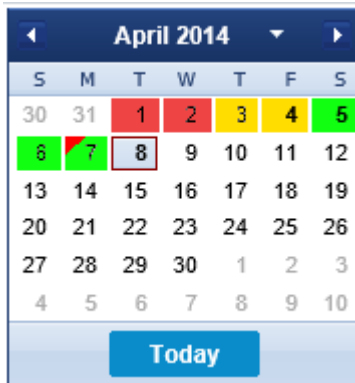 April 2014
S M T W T F S
30 31 1 2 3 4 5
6 7 8 9 10 11 12
13 14 15 16 17 18 19
20 21 22 23 24 25 26
27 28 29 30 1 2 3
4 5 6 7 8 9 10
Today